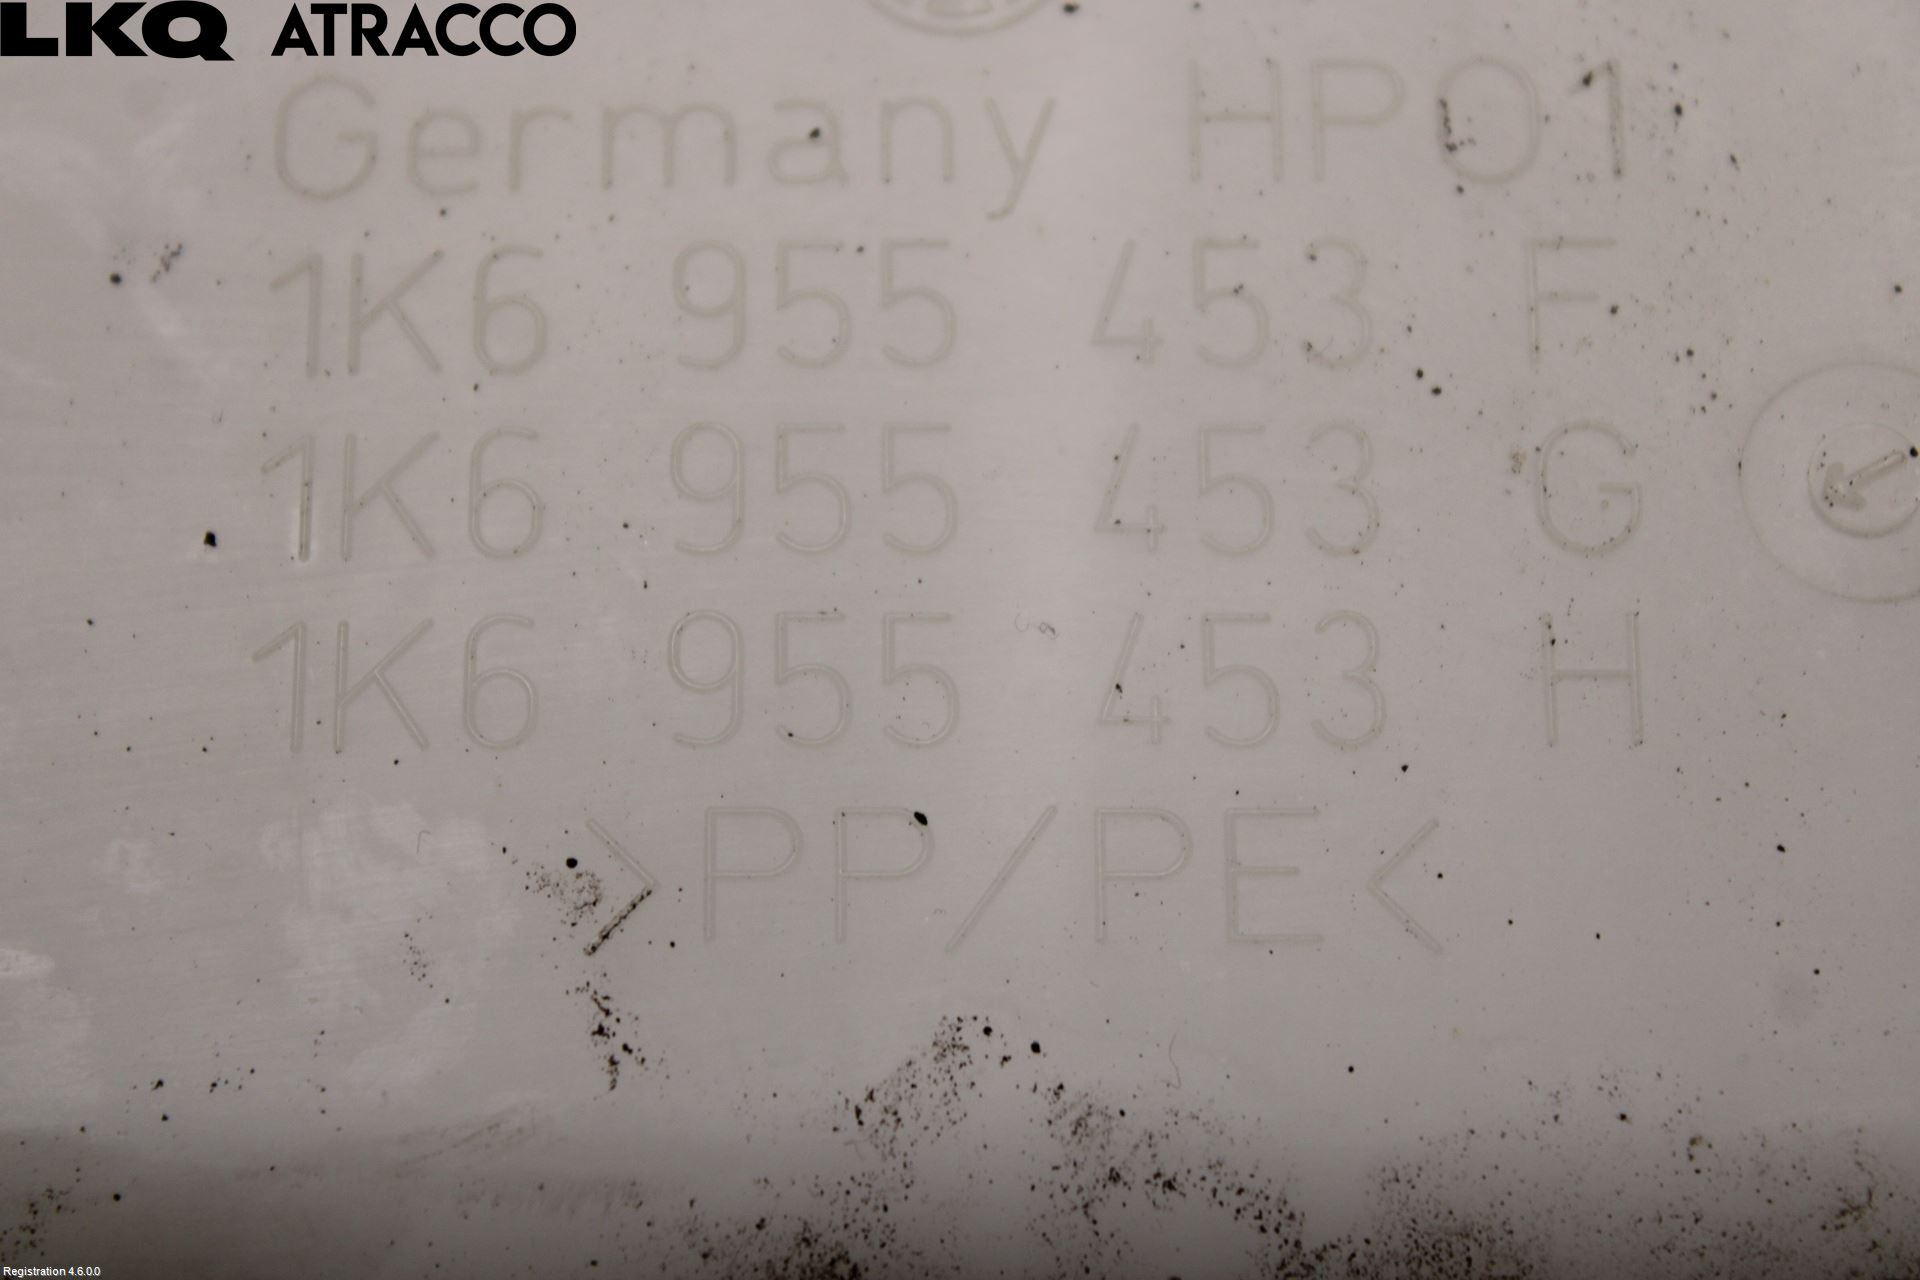 LKQ ATRACCO
Germany HP01
1K6 955 453 F
1K6 955 453 G
1K6 955 453 H
>PP/PE<
Registration 4.6.0.0